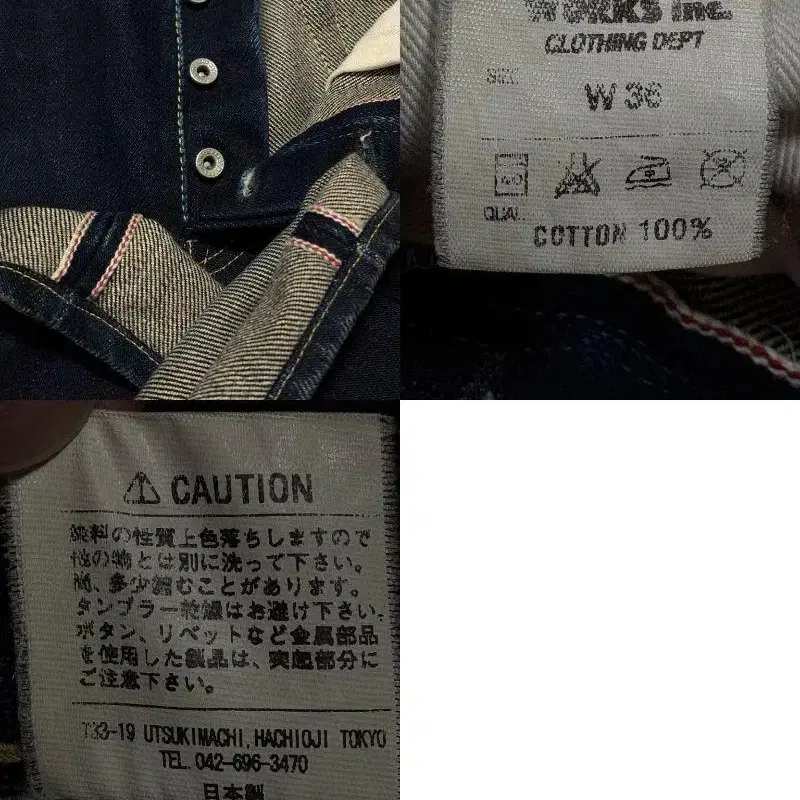 WORKS INC.
CLOTHING DEPT
SIZE
W 36
QUAL.
COTTON 100%
CAUTION
染料の性質上色落ちしますので
他の物とは別に洗って下さい。
尚、多少縮むことがあります。
タンブラー乾燥はお避け下さい。
ボタン、リベットなど金属部品
を使用した製品は、突起部分に
ご注意下さい。
733-19 UTSUKIMACHI, HACHIOJI TOKYO
TEL. 042-696-3470
日本製